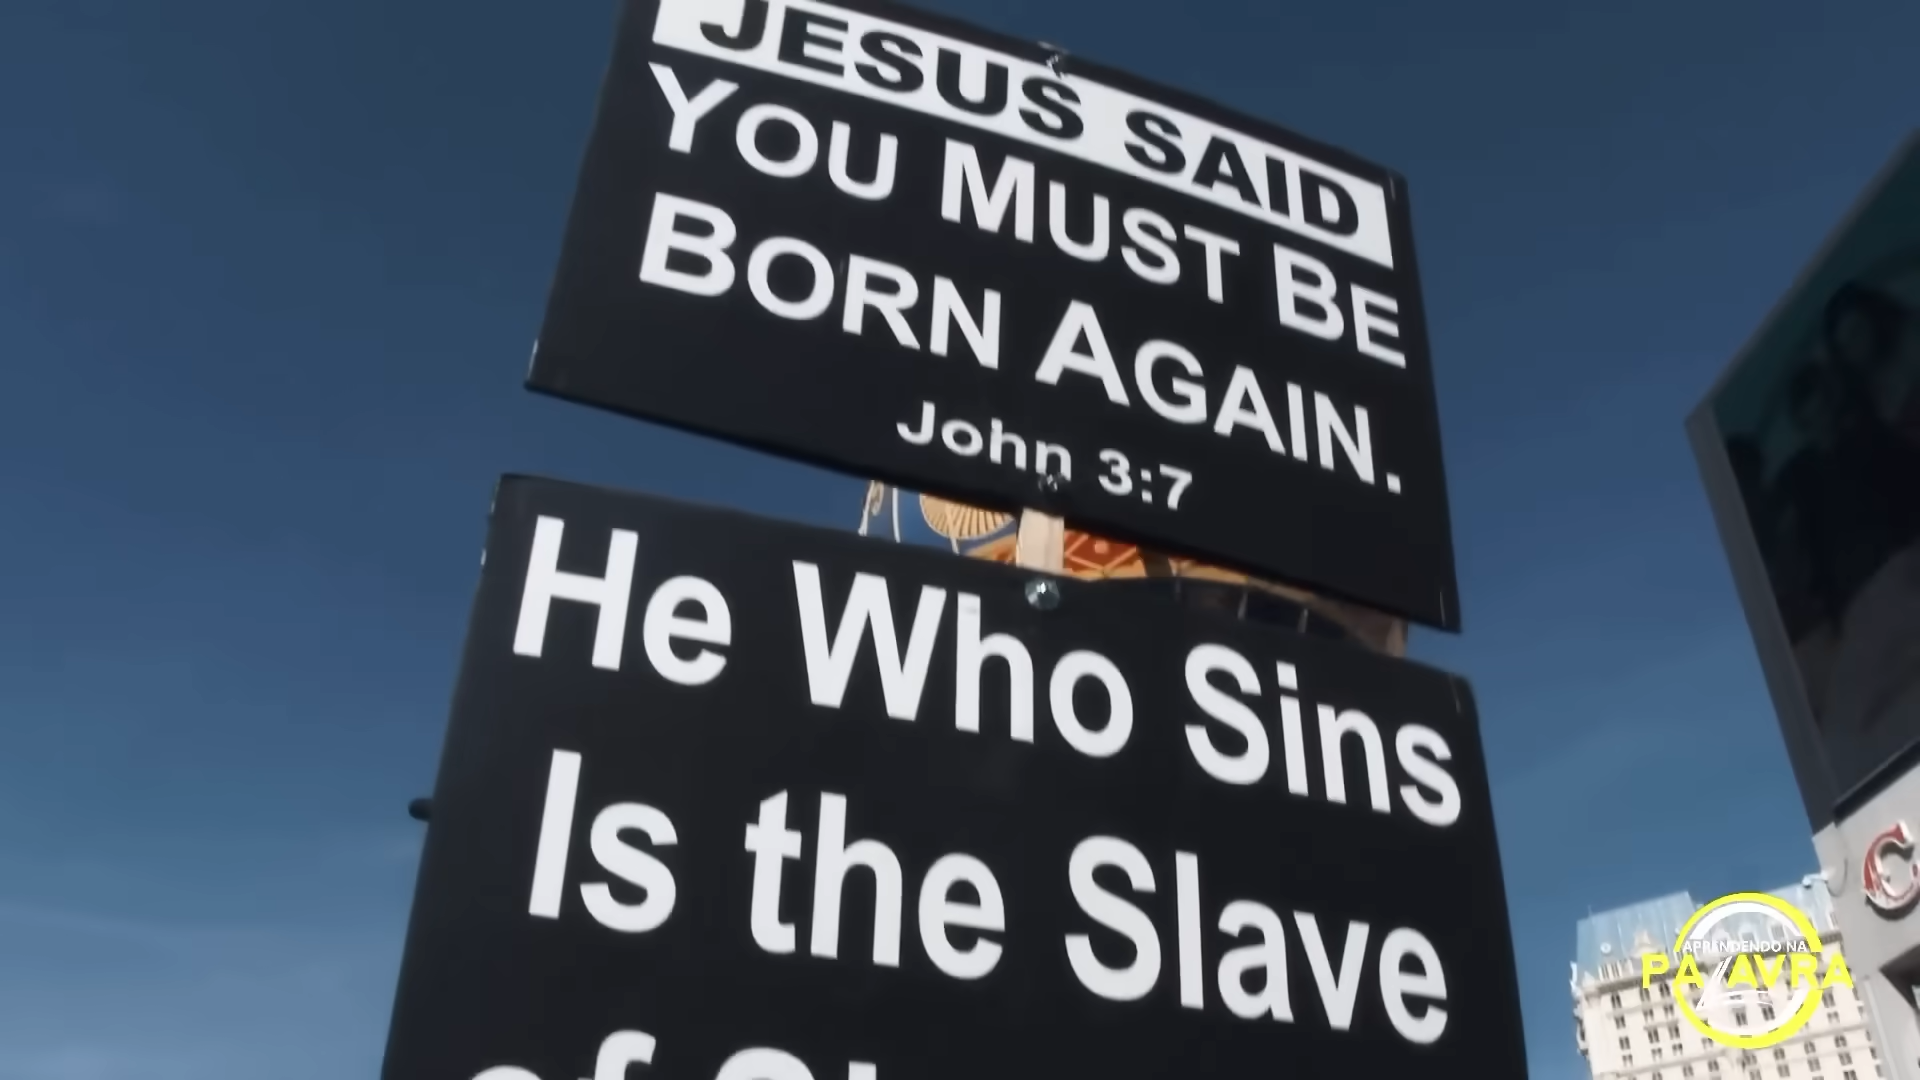 JESUS SAID
YOU MUST BE
BORN AGAIN.
John 3:7
He Who Sins
Is the Slave
of
APRENDENDO NA
PALAVRA
C